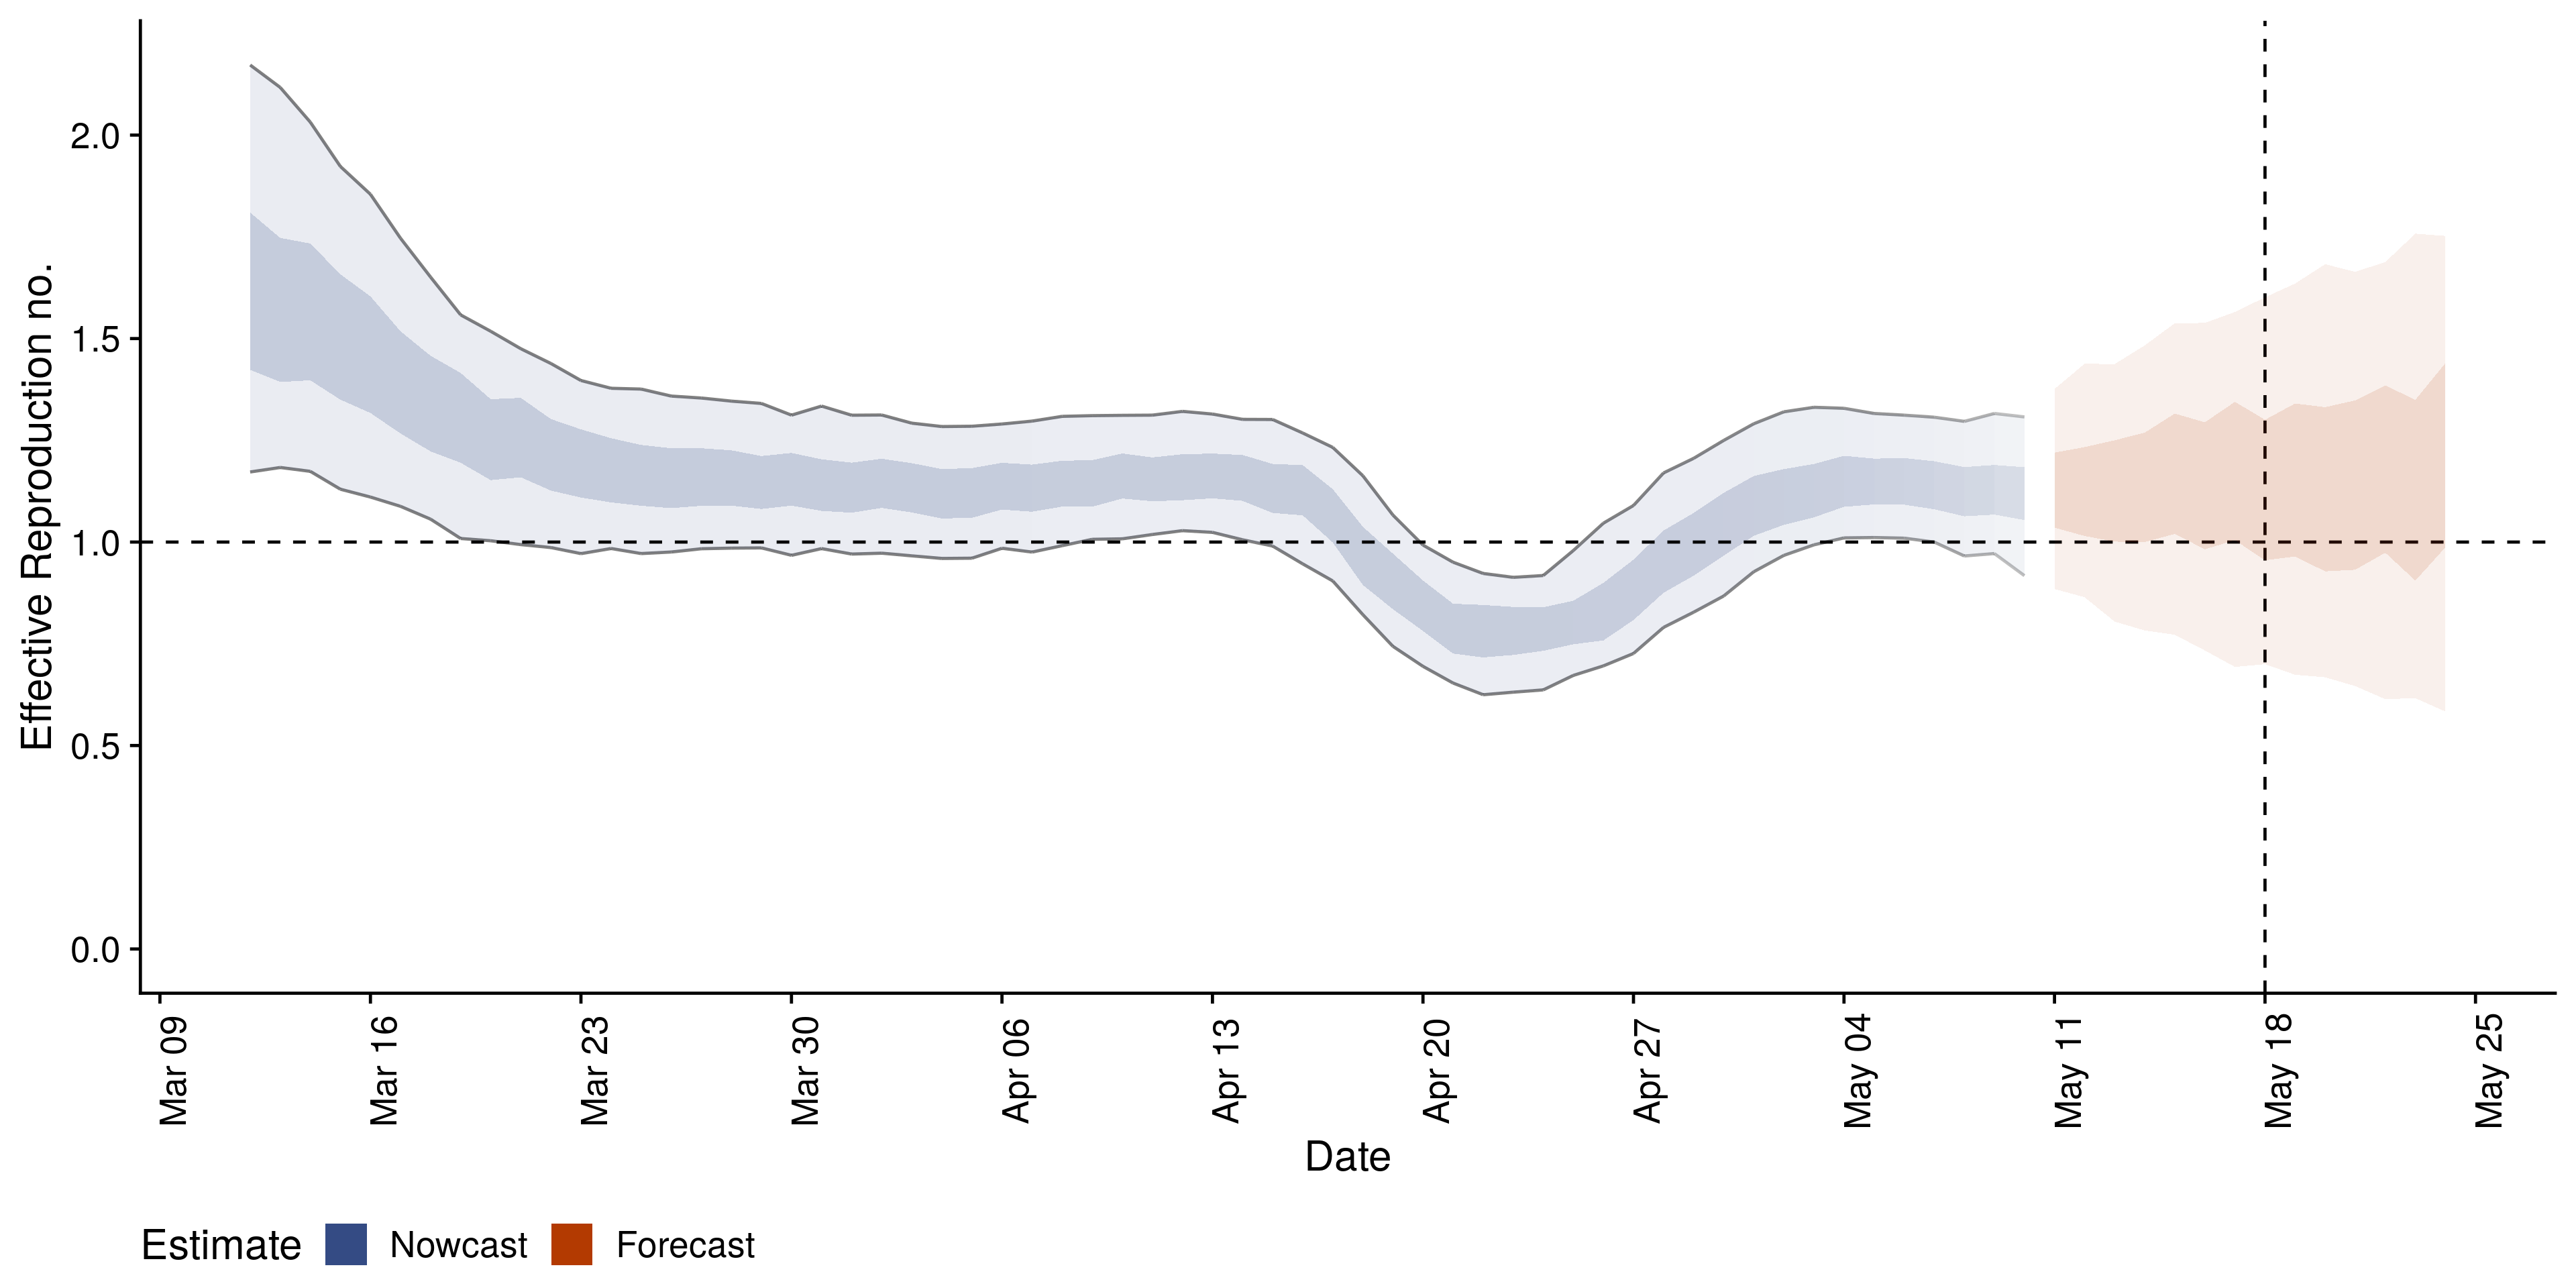 Effective Reproduction no.
2.0
1.5
1.0
0.5
0.0
Mar 09
Mar 16
Mar 23
Mar 30
Apr 06
Apr 13
Apr 20
Apr 27
May 04
May 11
May 18
May 25
Date
Estimate Nowcast Forecast